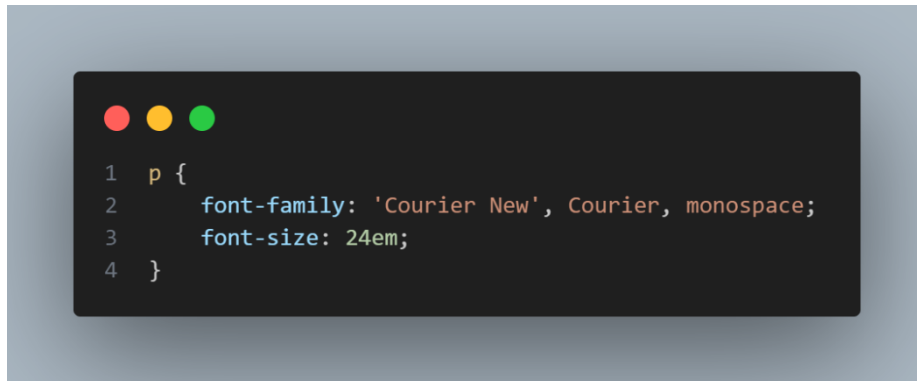 1 p {
2     font-family: 'Courier New', Courier, monospace;
3     font-size: 24em;
4 }